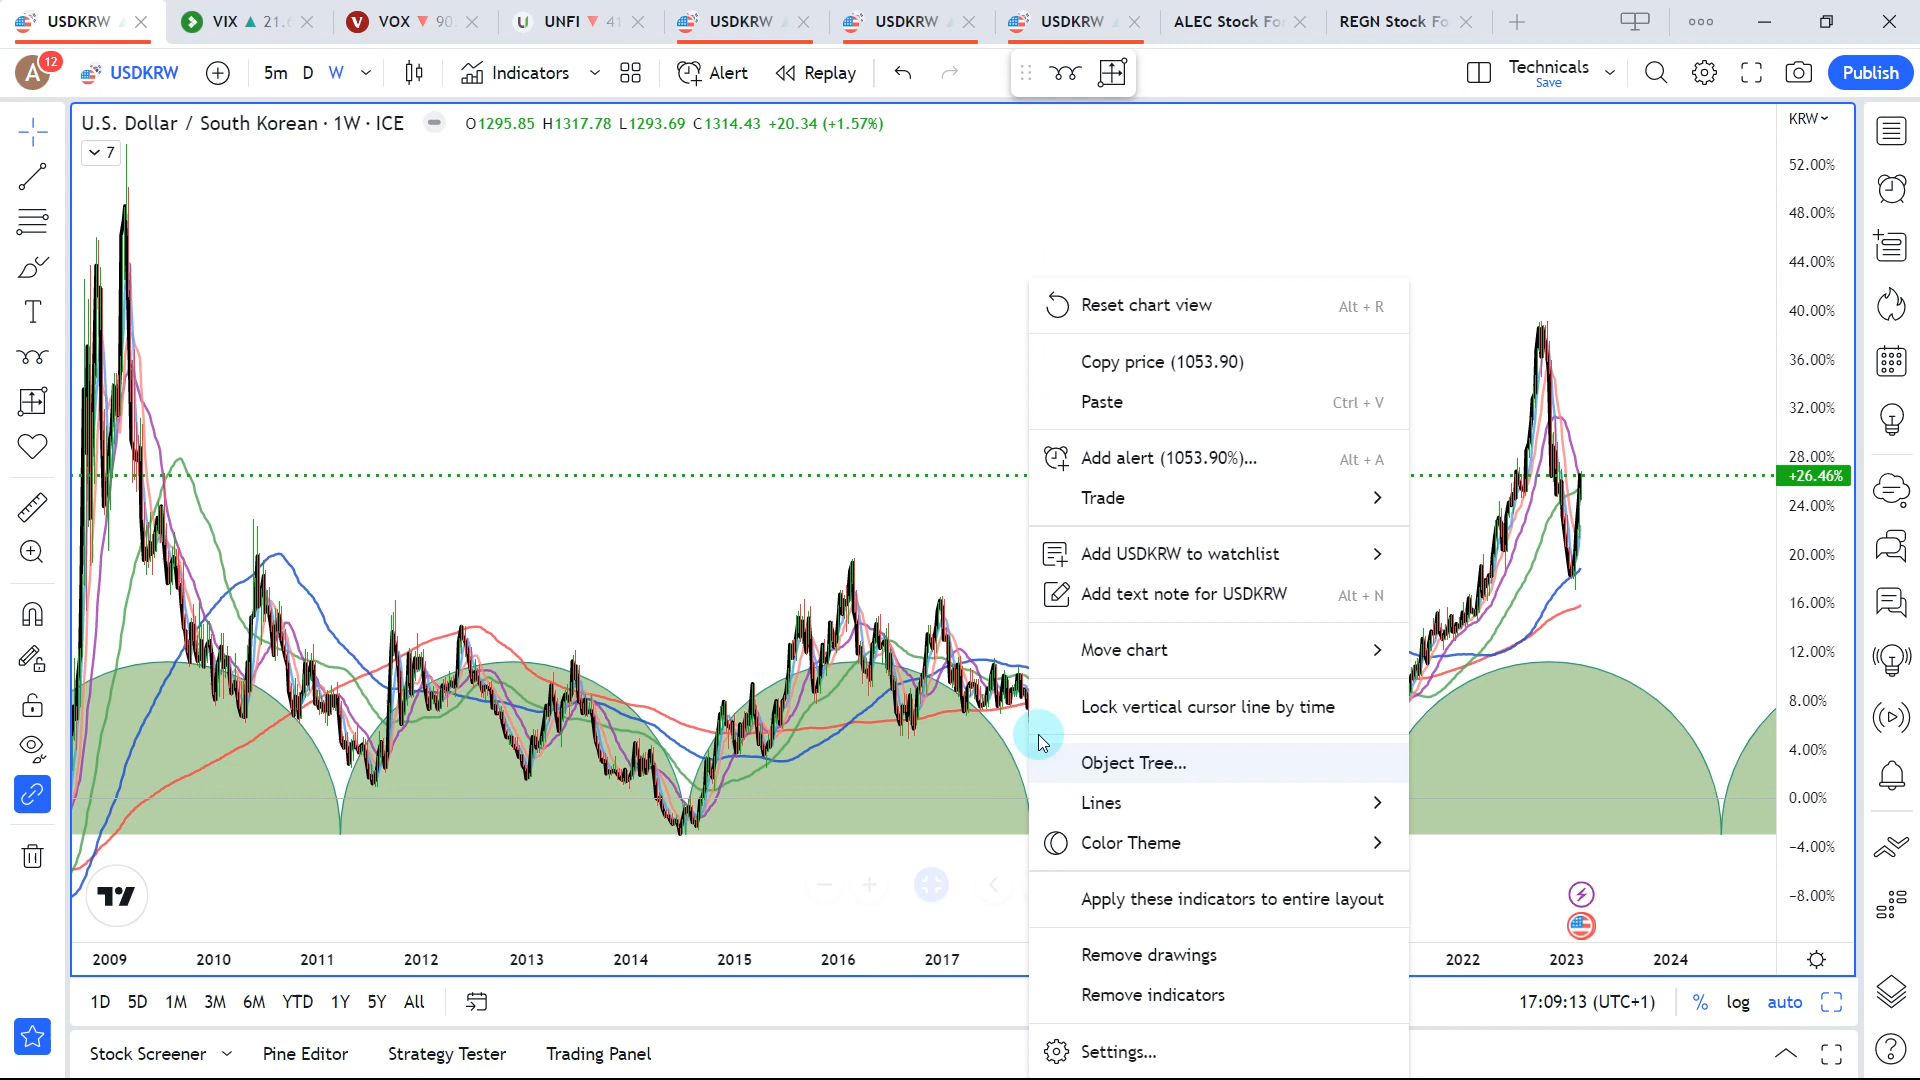 USDKRW
VIX 21.
VOX 90.
UNFI 41
USDKRW
USDKRW
USDKRW
ALEC Stock Fo
REGN Stock Fo
A 12
USDKRW
5m D W
Indicators
Alert
Replay
Technicals
Save
Publish
U.S. Dollar / South Korean · 1W · ICE
O1295.85 H1317.78 L1293.69 C1314.43 +20.34 (+1.57%)
7
KRW
52.00%
48.00%
44.00%
40.00%
36.00%
32.00%
28.00%
+26.46%
24.00%
20.00%
16.00%
12.00%
8.00%
4.00%
0.00%
−4.00%
−8.00%
Reset chart view Alt + R
Copy price (1053.90)
Paste Ctrl + V
Add alert (1053.90%)... Alt + A
Trade
Add USDKRW to watchlist
Add text note for USDKRW Alt + N
Move chart
Lock vertical cursor line by time
Object Tree...
Lines
Color Theme
Apply these indicators to entire layout
Remove drawings
Remove indicators
Settings...
2009 2010 2011 2012 2013 2014 2015 2016 2017 2022 2023 2024
1D 5D 1M 3M 6M YTD 1Y 5Y All
17:09:13 (UTC+1) % log auto
Stock Screener Pine Editor Strategy Tester Trading Panel